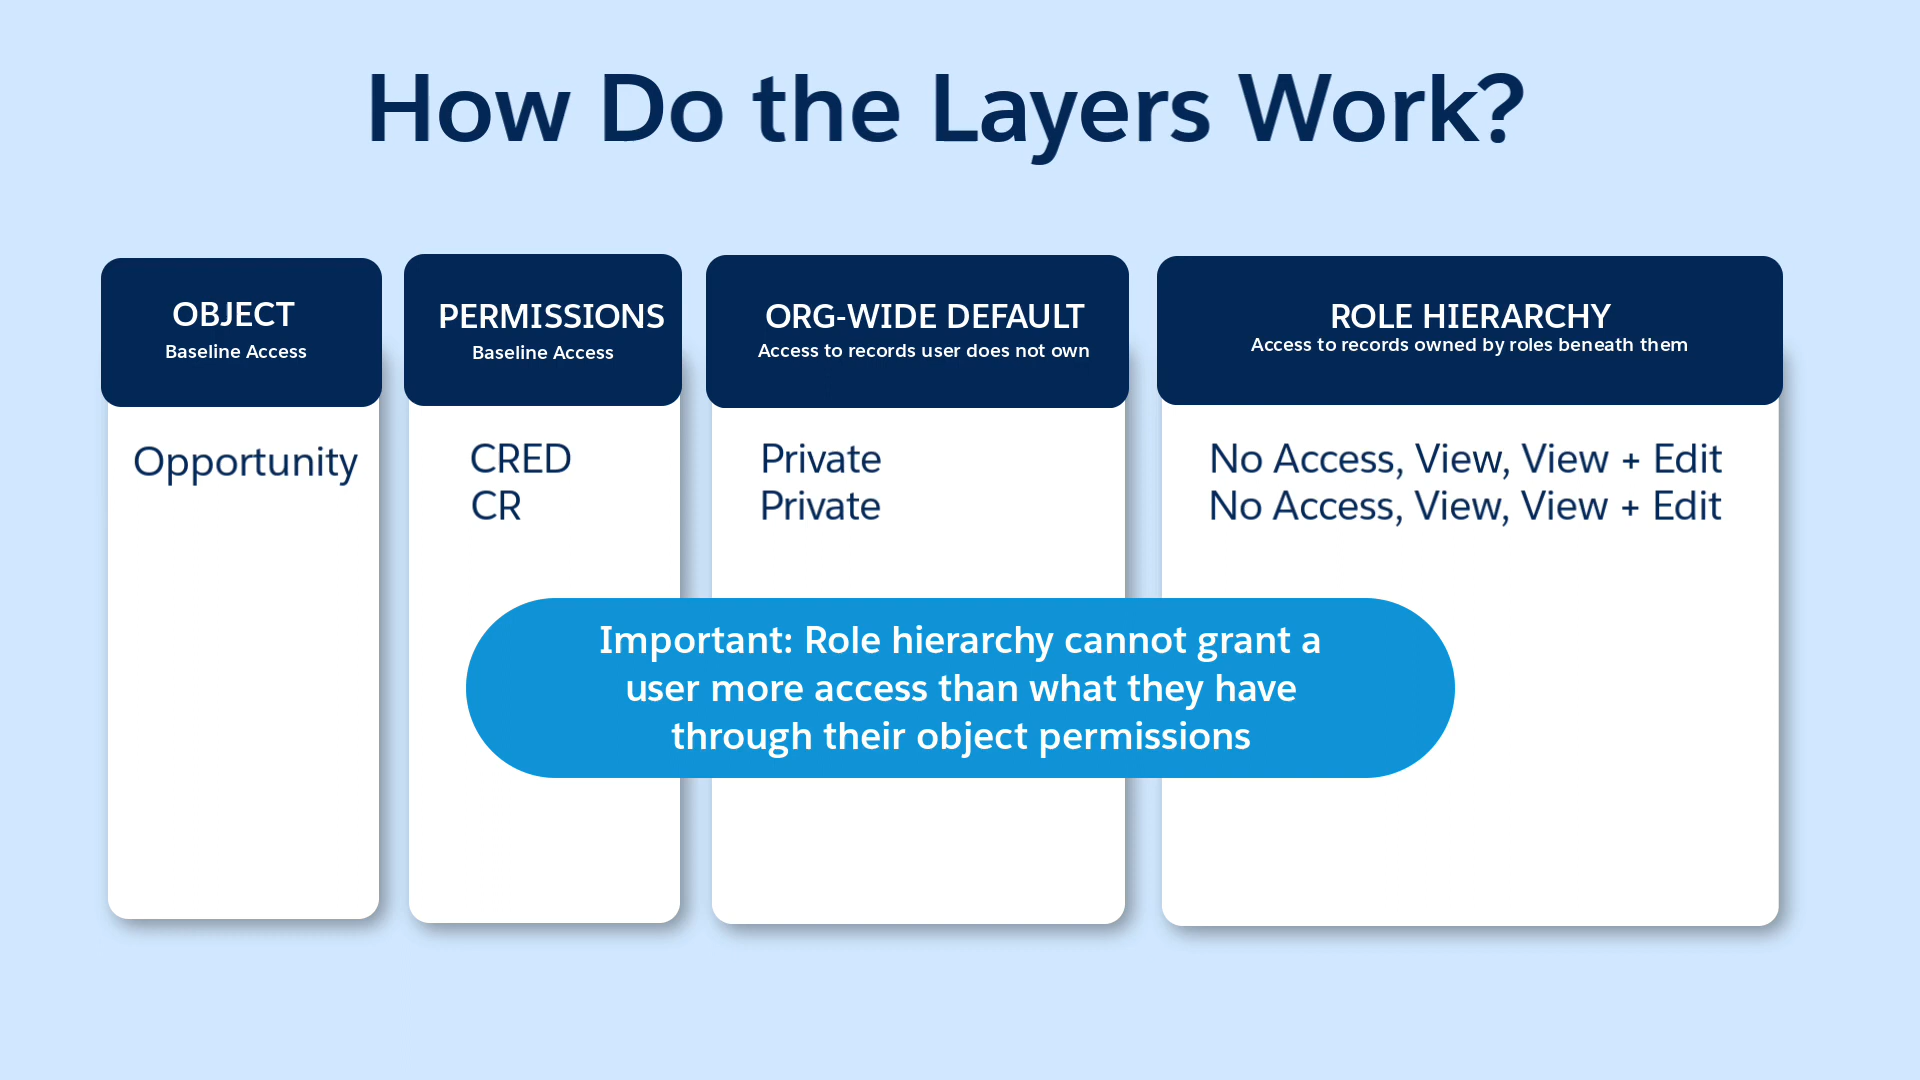 How Do the Layers Work?
OBJECT
Baseline Access
Opportunity
PERMISSIONS
Baseline Access
CRED
CR
ORG-WIDE DEFAULT
Access to records user does not own
Private
Private
ROLE HIERARCHY
Access to records owned by roles beneath them
No Access, View, View + Edit
No Access, View, View + Edit
Important: Role hierarchy cannot grant a
user more access than what they have
through their object permissions